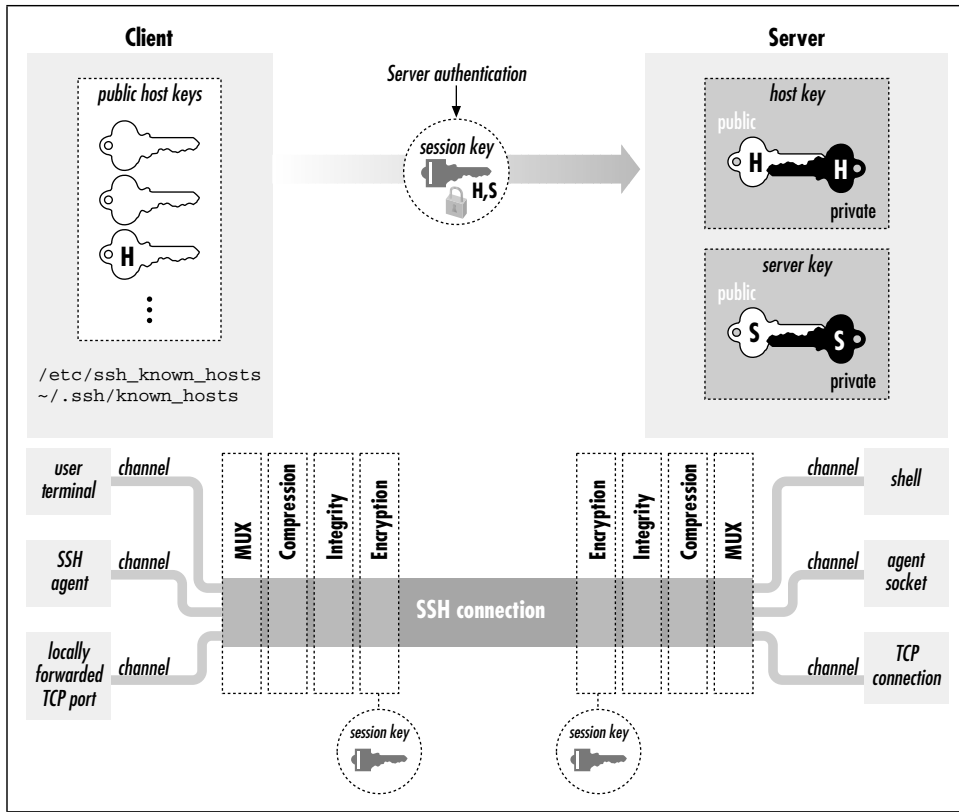 Client
Server
public host keys
H
/etc/ssh_known_hosts
~/.ssh/known_hosts
Server authentication
session key
H,S
host key
public
H
H
private
server key
public
S
S
private
user
terminal
channel
SSH
agent
channel
locally
forwarded
TCP port
channel
MUX
Compression
Integrity
Encryption
SSH connection
Encryption
Integrity
Compression
MUX
channel
shell
channel
agent
socket
channel
TCP
connection
session key
session key